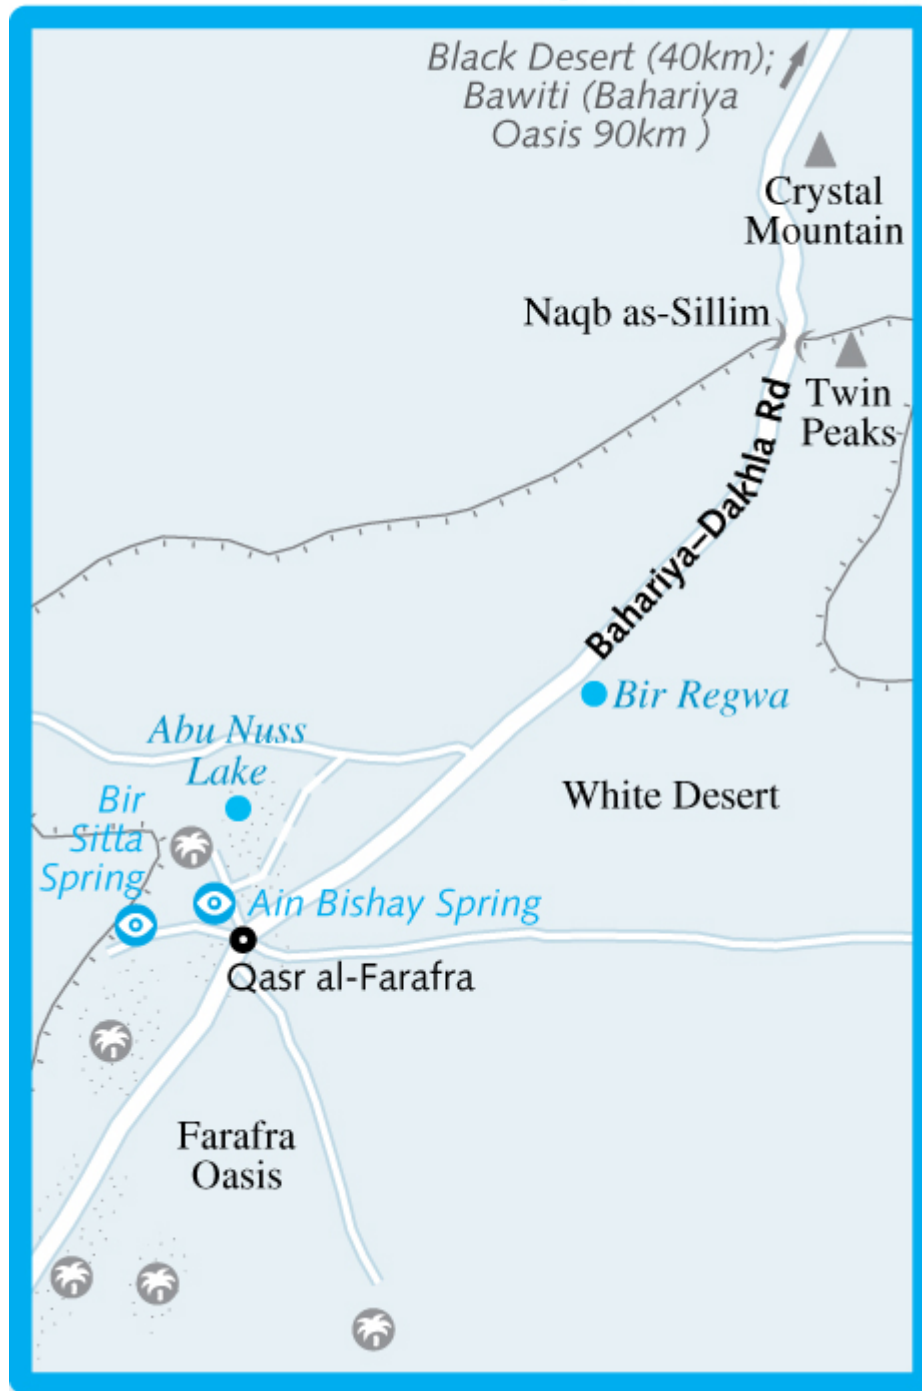 Black Desert (40km);
Bawiti (Bahariya
Oasis 90km )
Crystal
Mountain
Naqb as-Sillim
Twin
Peaks
Bahariya–Dakhla Rd
Bir Regwa
Abu Nuss
Lake
White Desert
Bir
Sitta
Spring
Ain Bishay Spring
Qasr al-Farafra
Farafra
Oasis